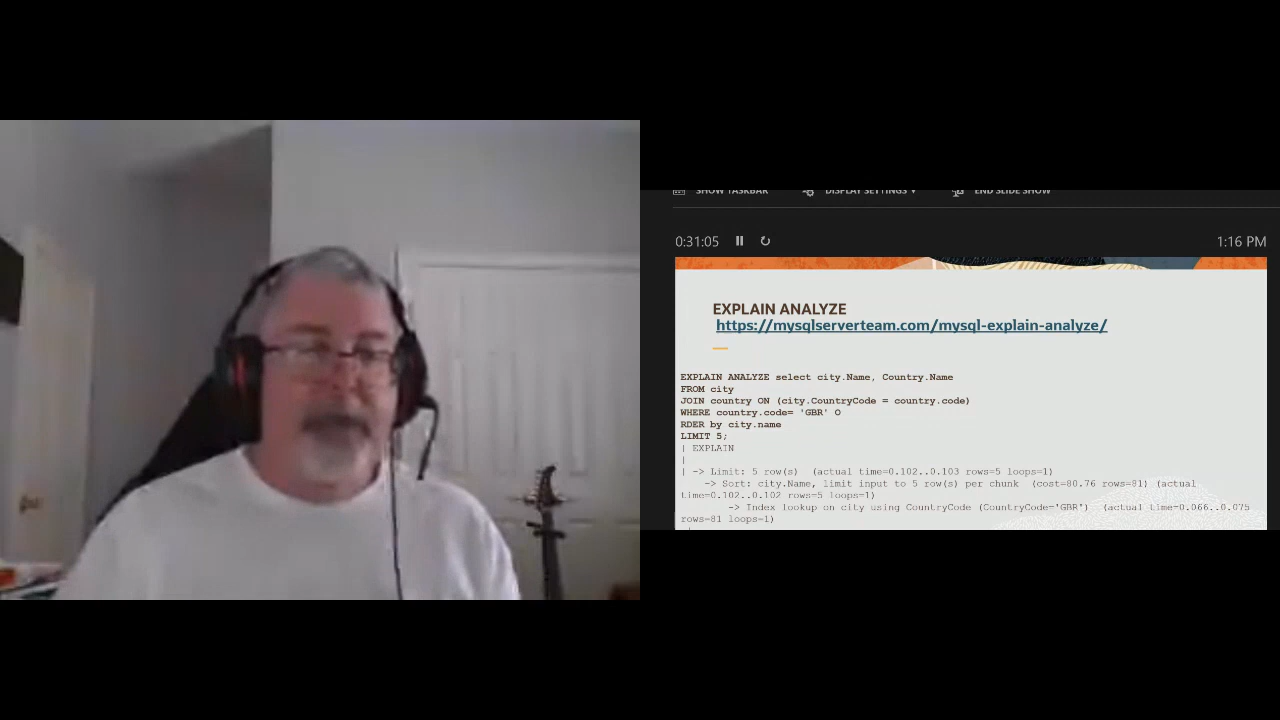 SHOW TASKBAR DISPLAY SETTINGS ▾ END SLIDE SHOW
0:31:05 1:16 PM
EXPLAIN ANALYZE
https://mysqlserverteam.com/mysql-explain-analyze/
EXPLAIN ANALYZE select city.Name, Country.Name
FROM city
JOIN country ON (city.CountryCode = country.code)
WHERE country.code= 'GBR' O
RDER by city.name
LIMIT 5;
| EXPLAIN
|
| -> Limit: 5 row(s) (actual time=0.102..0.103 rows=5 loops=1)
-> Sort: city.Name, limit input to 5 row(s) per chunk (cost=80.76 rows=81) (actual
time=0.102..0.102 rows=5 loops=1)
-> Index lookup on city using CountryCode (CountryCode='GBR') (actual time=0.066..0.075
rows=81 loops=1)